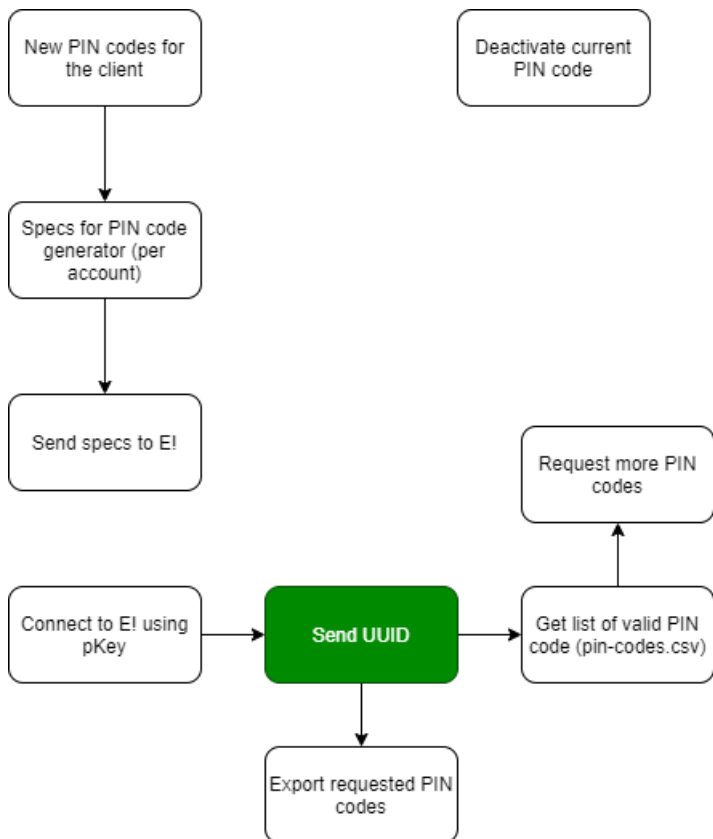 New PIN codes for
the client
Deactivate current
PIN code
Specs for PIN code
generator (per
account)
Send specs to E!
Request more PIN
codes
Connect to E! using
pKey
Send UUID
Get list of valid PIN
code (pin-codes.csv)
Export requested PIN
codes